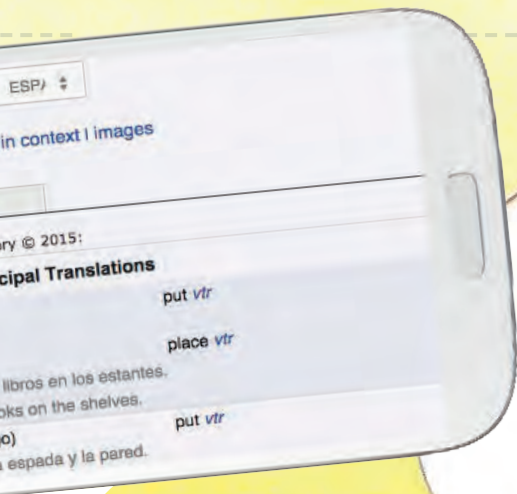 ESP/
in context | images
ry © 2015:
cipal Translations
put vtr
place vtr
libros en los estantes.
oks on the shelves.
put vtr
o)
a espada y la pared.